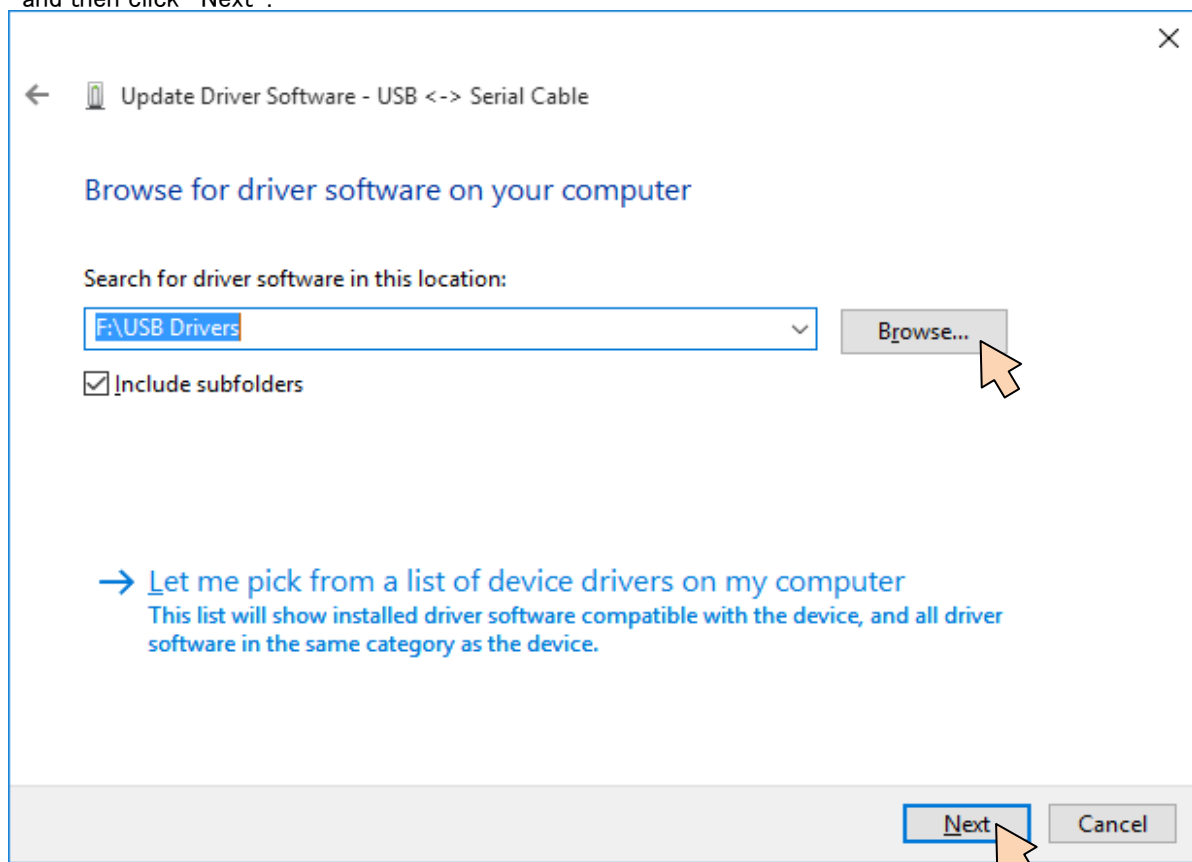 and then click "Next".
Update Driver Software - USB <-> Serial Cable
Browse for driver software on your computer
Search for driver software in this location:
F:\USB Drivers
Browse...
Include subfolders
Let me pick from a list of device drivers on my computer
This list will show installed driver software compatible with the device, and all driver
software in the same category as the device.
Next
Cancel